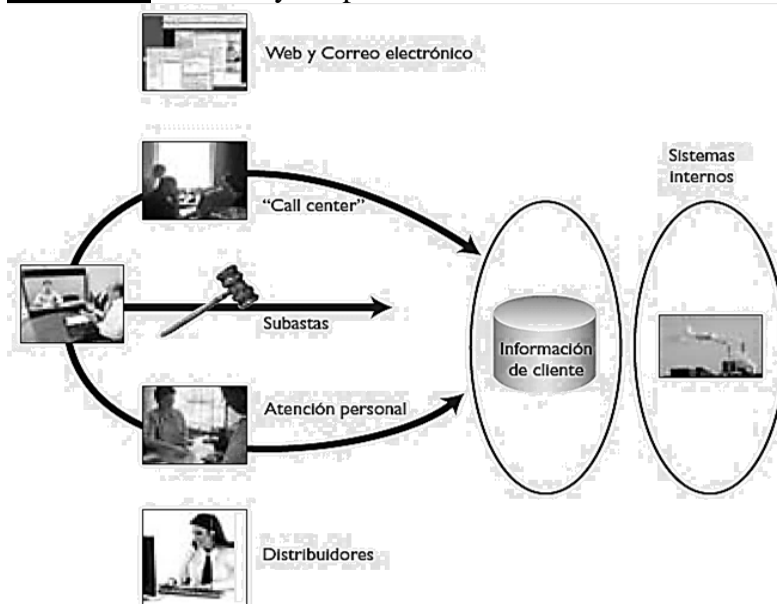 Web y Correo electrónico
Sistemas
internos
"Call center"
Subastas
Información
de cliente
Atención personal
Distribuidores